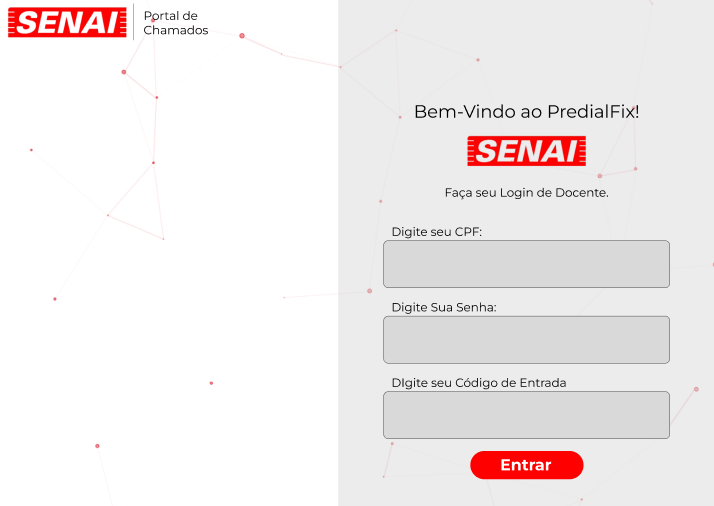 SENAI
Portal de
Chamados
Bem-Vindo ao PredialFix!
SENAI
Faça seu Login de Docente.
Digite seu CPF:
Digite Sua Senha:
DIgite seu Código de Entrada
Entrar